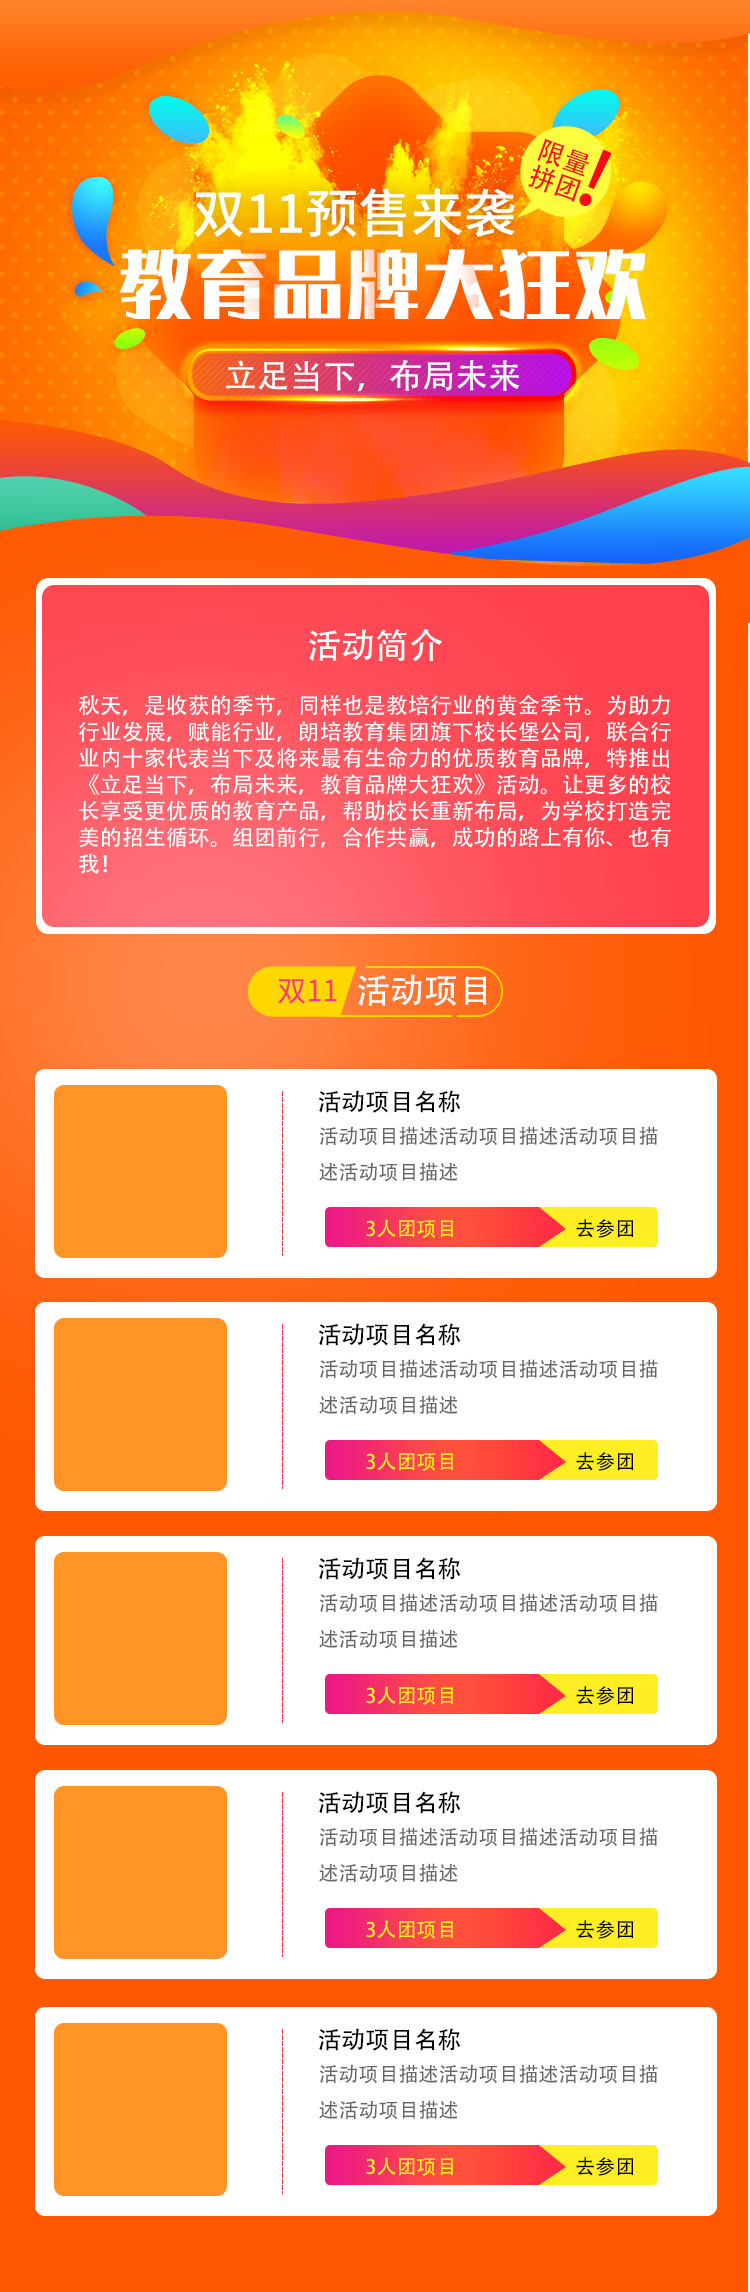 限量
拼团!
双11预售来袭
教育品牌大狂欢
立足当下，布局未来
活动简介
秋天，是收获的季节，同样也是教培行业的黄金季节。为助力
行业发展，赋能行业，朗培教育集团旗下校长堡公司，联合行
业内十家代表当下及将来最有生命力的优质教育品牌，特推出
《立足当下，布局未来，教育品牌大狂欢》活动。让更多的校
长享受更优质的教育产品，帮助校长重新布局，为学校打造完
美的招生循环。组团前行，合作共赢，成功的路上有你、也有
我！
双11 活动项目
活动项目名称
活动项目描述活动项目描述活动项目描
述活动项目描述
3人团项目 去参团
活动项目名称
活动项目描述活动项目描述活动项目描
述活动项目描述
3人团项目 去参团
活动项目名称
活动项目描述活动项目描述活动项目描
述活动项目描述
3人团项目 去参团
活动项目名称
活动项目描述活动项目描述活动项目描
述活动项目描述
3人团项目 去参团
活动项目名称
活动项目描述活动项目描述活动项目描
述活动项目描述
3人团项目 去参团